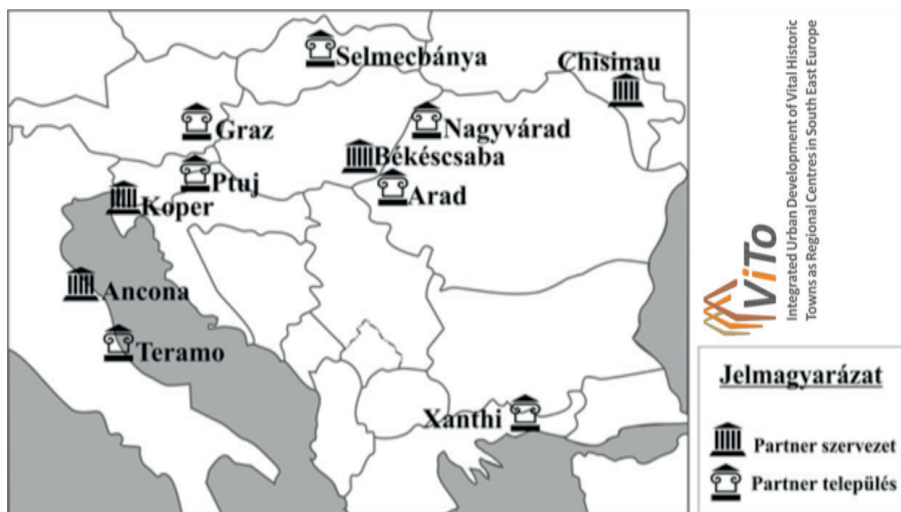 Selmecbánya
Chisinau
Graz
Nagyvárad
Békéscsaba
Ptuj
Arad
Koper
Ancona
Teramo
Xanthi
ViTo
Integrated Urban Development of Vital Historic
Towns as Regional Centres in South East Europe
Jelmagyarázat
Partner szervezet
Partner település